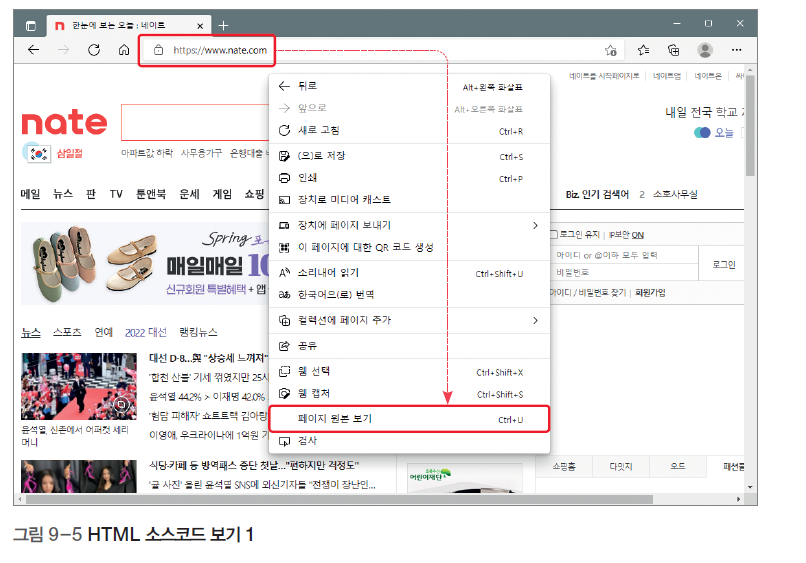 한눈에 보는 오늘 : 네이트
https://www.nate.com
네이트를 시작페이지로 네이트앱 네이트온
nate
삼일절
내일 전국 학교
오늘
아파트값 하락 사무용가구 은행대출
메일 뉴스 판 TV 툰앤북 운세 게임 쇼핑
Biz. 인기 검색어 2 소호사무실
뒤로 Alt+왼쪽 화살표
앞으로 Alt+오른쪽 화살표
새로 고침 Ctrl+R
(으)로 저장 Ctrl+S
인쇄 Ctrl+P
장치로 미디어 캐스트
장치에 페이지 보내기
이 페이지에 대한 QR 코드 생성
소리내어 읽기 Ctrl+Shift+U
한국어으(로) 번역
컬렉션에 페이지 추가
공유
웹 선택 Ctrl+Shift+X
웹 캡처 Ctrl+Shift+S
페이지 원본 보기 Ctrl+U
검사
Spring
매일매일 10
신규회원 특별혜택 + 앱
로그인 유지 | IP보안 ON
아이디 or @이하 모두 입력
비밀번호
로그인
아이디 / 비밀번호 찾기 | 회원가입
뉴스 스포츠 연예 2022 대선 랭킹뉴스
대선 D-8...與 "상승세 느껴져"
'합천 산불' 기세 꺾였지만 25시
윤석열 44.2% > 이재명 42.0%
'험담 피해자' 쇼트트랙 김아랑
이영애, 우크라이나에 1억원 기
윤석열, 신촌에서 어퍼컷 세리
머니
식당·카페 등 방역패스 중단 첫날..."편하지만 걱정도"
'귤 사진' 올린 윤석열 SNS에 외신기자들 "전쟁이 장난인...
어린이재단
쇼핑홈 다잇지 오드 패션플
그림 9-5 HTML 소스코드 보기 1